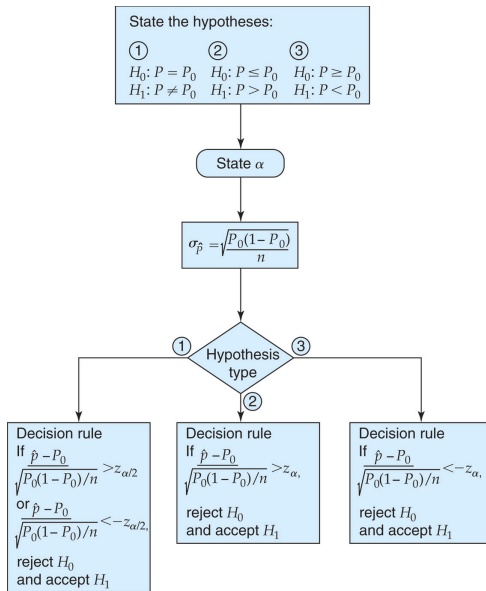 State the hypotheses:
① ② ③
H₀: P = P₀ H₀: P ≤ P₀ H₀: P ≥ P₀
H₁: P ≠ P₀ H₁: P > P₀ H₁: P < P₀
State α
σ_p̂ = √(P₀(1 − P₀)/n)
① ③
Hypothesis
type
②
Decision rule
If
(p̂ − P₀)/√(P₀(1 − P₀)/n) > z_α/2
or
(p̂ − P₀)/√(P₀(1 − P₀)/n) < −z_α/2,
reject H₀
and accept H₁
Decision rule
If
(p̂ − P₀)/√(P₀(1 − P₀)/n) > z_α,
reject H₀
and accept H₁
Decision rule
If
(p̂ − P₀)/√(P₀(1 − P₀)/n) < −z_α,
reject H₀
and accept H₁